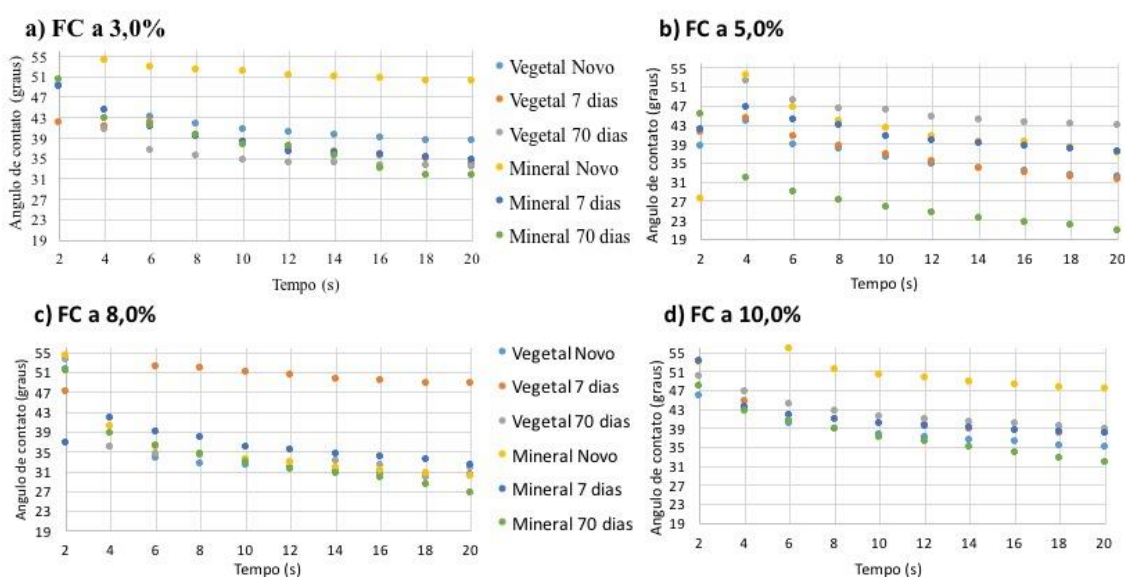 a) FC a 3,0%
Angulo de contato (graus)
55
51
47
43
39
35
31
27
23
19
2 4 6 8 10 12 14 16 18 20
Tempo (s)
Vegetal Novo
Vegetal 7 dias
Vegetal 70 dias
Mineral Novo
Mineral 7 dias
Mineral 70 dias
b) FC a 5,0%
Angulo de contato (graus)
55
51
47
43
39
35
31
27
23
19
2 4 6 8 10 12 14 16 18 20
Tempo (s)
c) FC a 8,0%
Angulo de contato (graus)
55
51
47
43
39
35
31
27
23
19
2 4 6 8 10 12 14 16 18 20
Tempo (s)
Vegetal Novo
Vegetal 7 dias
Vegetal 70 dias
Mineral Novo
Mineral 7 dias
Mineral 70 dias
d) FC a 10,0%
Angulo de contato (graus)
55
51
47
43
39
35
31
27
23
19
2 4 6 8 10 12 14 16 18 20
Tempo (s)